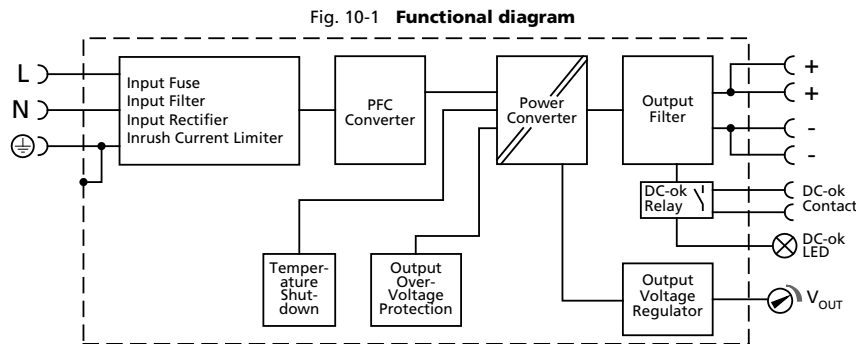 Fig. 10-1 Functional diagram
L
N
Input Fuse
Input Filter
Input Rectifier
Inrush Current Limiter
PFC
Converter
Power
Converter
Output
Filter
+
+
-
-
DC-ok
Relay
DC-ok
Contact
DC-ok
LED
Temper-
ature
Shut-
down
Output
Over-
Voltage
Protection
Output
Voltage
Regulator
VOUT